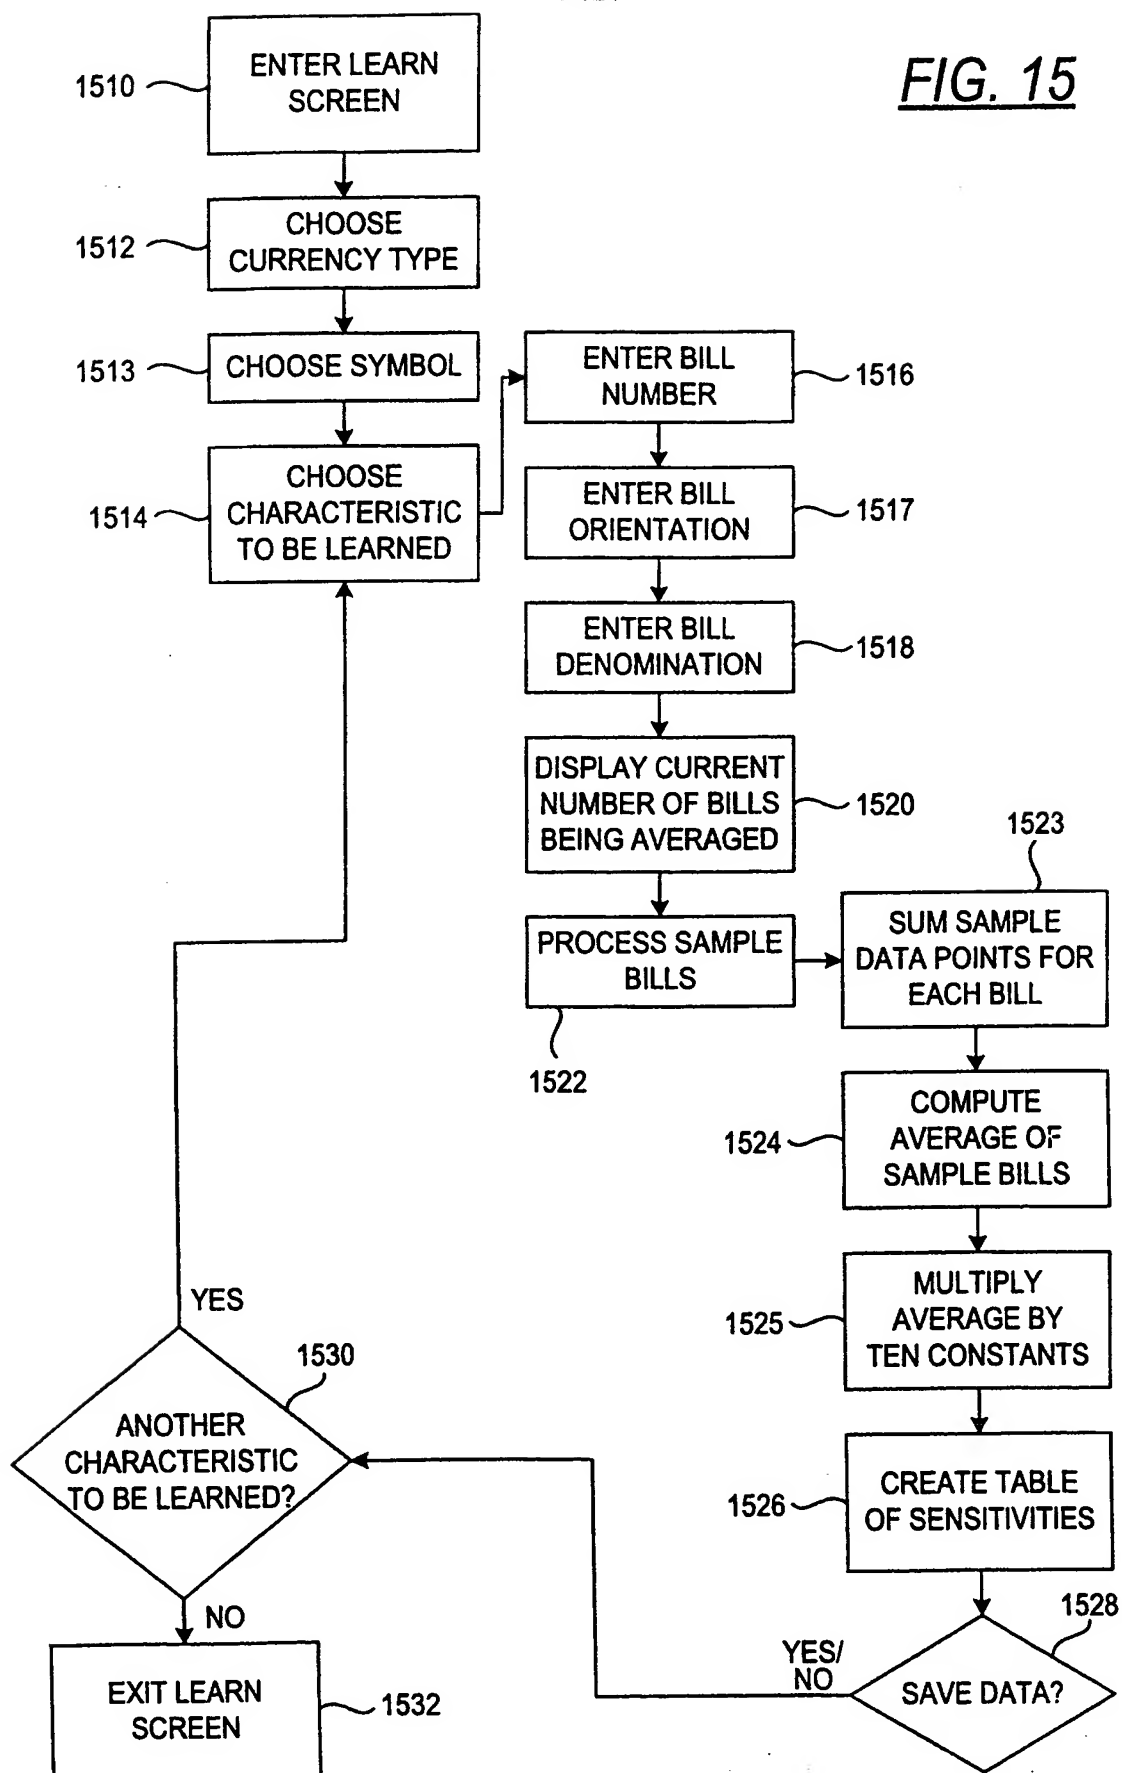 FIG. 15
1510
ENTER LEARN
SCREEN
1512
CHOOSE
CURRENCY TYPE
1513
CHOOSE SYMBOL
1514
CHOOSE
CHARACTERISTIC
TO BE LEARNED
ENTER BILL
NUMBER
1516
ENTER BILL
ORIENTATION
1517
ENTER BILL
DENOMINATION
1518
DISPLAY CURRENT
NUMBER OF BILLS
BEING AVERAGED
1520
PROCESS SAMPLE
BILLS
1522
1523
SUM SAMPLE
DATA POINTS FOR
EACH BILL
1524
COMPUTE
AVERAGE OF
SAMPLE BILLS
1525
MULTIPLY
AVERAGE BY
TEN CONSTANTS
1526
CREATE TABLE
OF SENSITIVITIES
1528
SAVE DATA?
YES/
NO
1530
ANOTHER
CHARACTERISTIC
TO BE LEARNED?
YES
NO
EXIT LEARN
SCREEN
1532